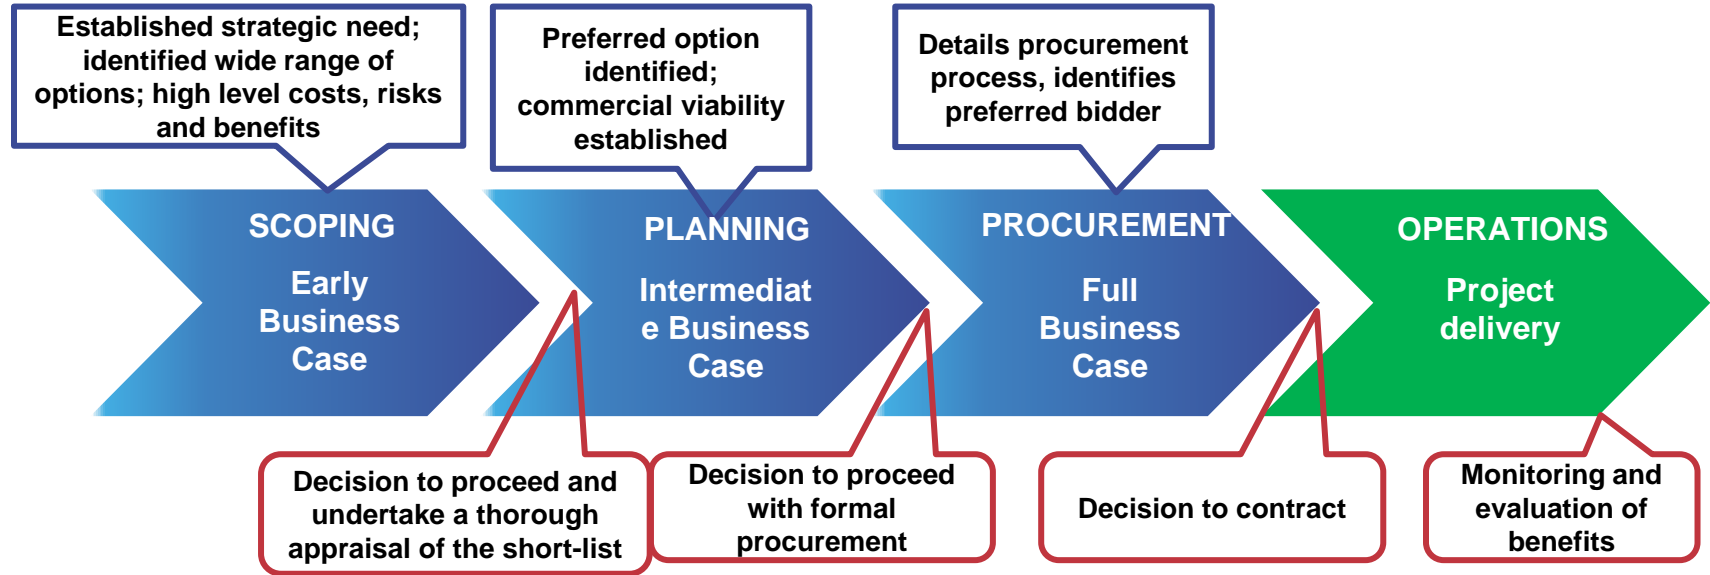 Established strategic need;
identified wide range of
options; high level costs, risks
and benefits
Preferred option
identified;
commercial viability
established
Details procurement
process, identifies
preferred bidder
SCOPING
Early
Business
Case
PLANNING
Intermediat
e Business
Case
PROCUREMENT
Full
Business
Case
OPERATIONS
Project
delivery
Decision to proceed and
undertake a thorough
appraisal of the short-list
Decision to proceed
with formal
procurement
Decision to contract
Monitoring and
evaluation of
benefits